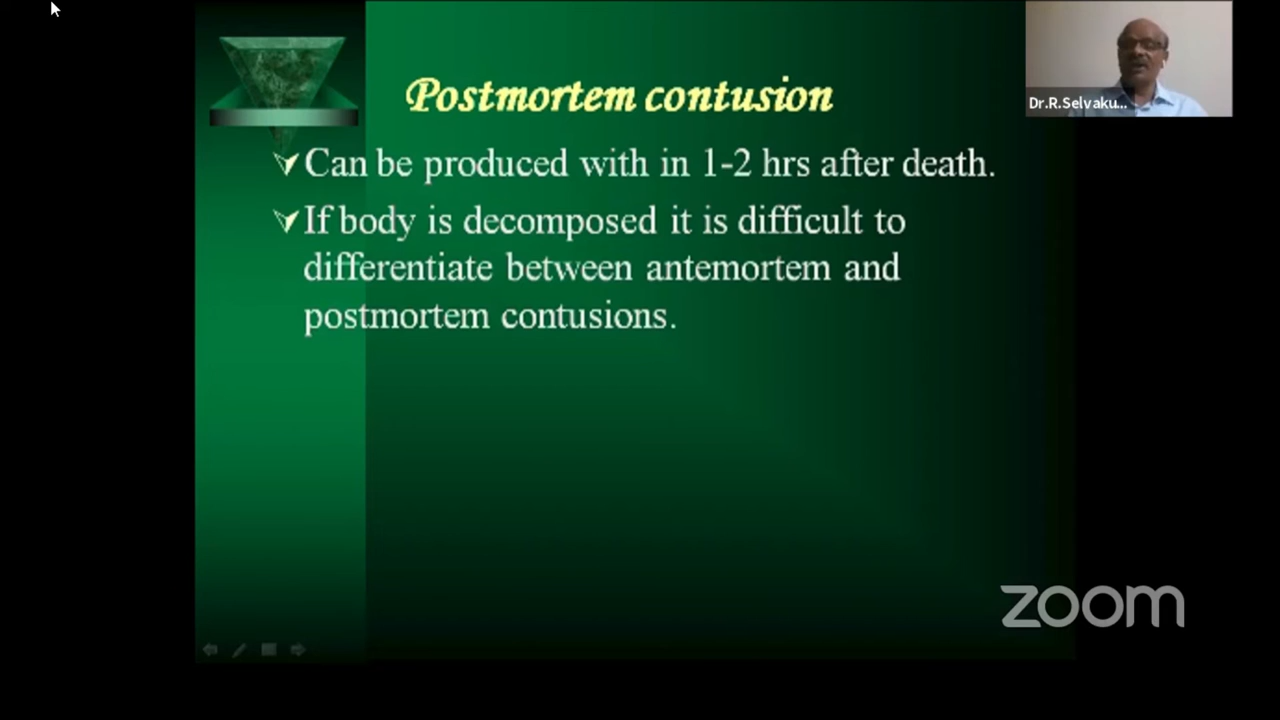 Postmortem contusion
Can be produced with in 1-2 hrs after death.
If body is decomposed it is difficult to
differentiate between antemortem and
postmortem contusions.
Dr.R.Selvaku...
zoom